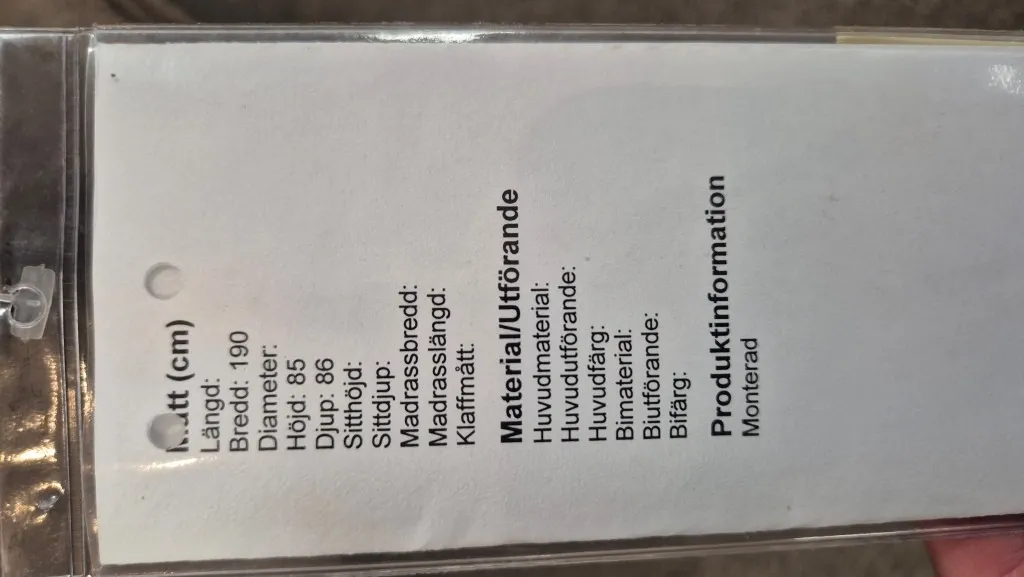 Mått (cm)
Längd:
Bredd: 190
Diameter:
Höjd: 85
Djup: 86
Sitthöjd:
Sittdjup:
Madrassbredd:
Madrasslängd:
Klaffmått:
Material/Utförande
Huvudmaterial:
Huvudutförande:
Huvudfärg:
Bimaterial:
Biutförande:
Bifärg:
Produktinformation
Monterad